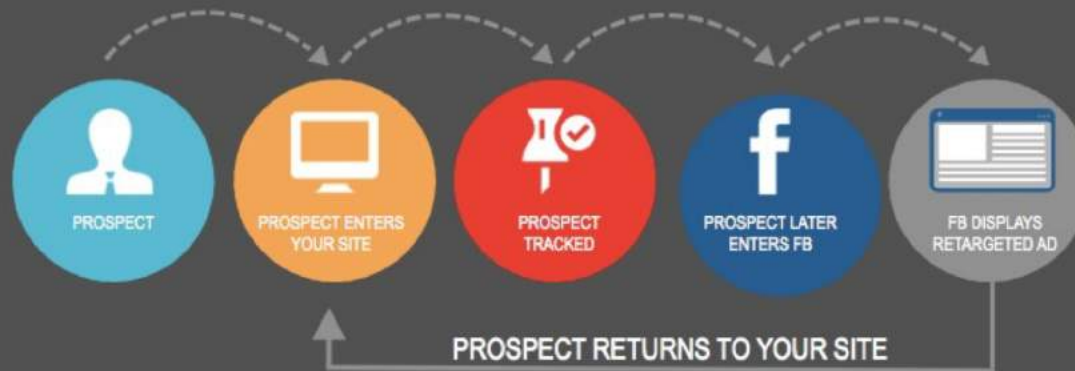 PROSPECT
PROSPECT ENTERS
YOUR SITE
PROSPECT
TRACKED
PROSPECT LATER
ENTERS FB
FB DISPLAYS
RETARGETED AD
PROSPECT RETURNS TO YOUR SITE